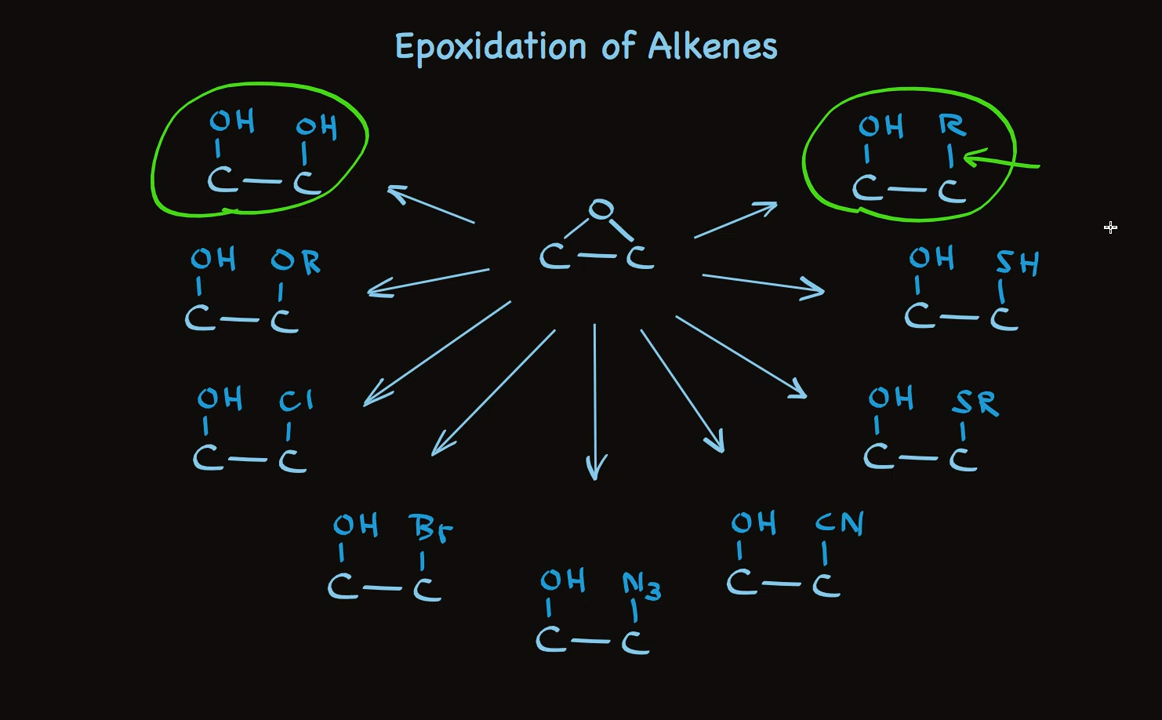 Epoxidation of Alkenes
OH OH
C — C
OH R
C — C
O
C — C
OH OR
C — C
OH SH
C — C
OH Cl
C — C
OH SR
C — C
OH Br
C — C
OH N3
C — C
OH CN
C — C